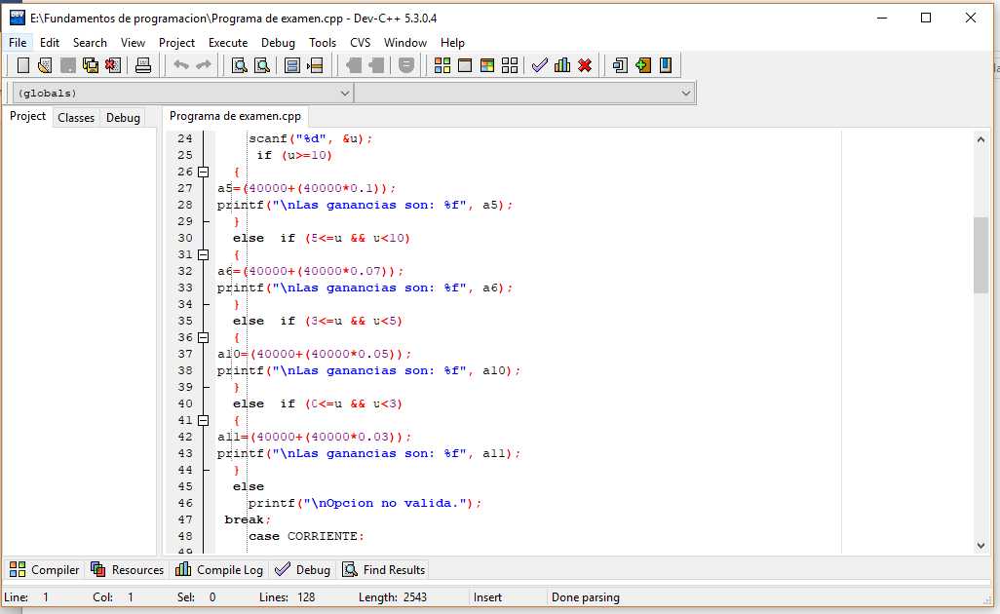 E:\Fundamentos de programacion\Programa de examen.cpp - Dev-C++ 5.3.0.4
File Edit Search View Project Execute Debug Tools CVS Window Help
(globals)
Project Classes Debug
Programa de examen.cpp
24 scanf("%d", &u);
25 if (u>=10)
26 {
27 a5=(40000+(40000*0.1));
28 printf("\nLas ganancias son: %f", a5);
29 }
30 else if (5<=u && u<10)
31 {
32 a6=(40000+(40000*0.07));
33 printf("\nLas ganancias son: %f", a6);
34 }
35 else if (3<=u && u<5)
36 {
37 a10=(40000+(40000*0.05));
38 printf("\nLas ganancias son: %f", a10);
39 }
40 else if (0<=u && u<3)
41 {
42 a11=(40000+(40000*0.03));
43 printf("\nLas ganancias son: %f", a11);
44 }
45 else
46 printf("\nOpcion no valida.");
47 break;
48 case CORRIENTE:
49
Compiler Resources Compile Log Debug Find Results
Line: 1 Col: 1 Sel: 0 Lines: 128 Length: 2543 Insert Done parsing